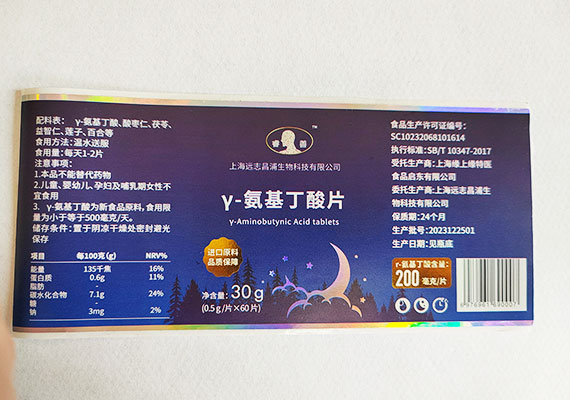 配料表： γ-氨基丁酸、酸枣仁、茯苓、
益智仁、莲子、百合等
食用方法：温水送服
食用量：每天1-2片
注意事项：
1.本品不能替代药物
2.儿童、婴幼儿、孕妇及哺乳期女性不
宜食用
3. γ-氨基丁酸为新食品原料，食用限
量为小于等于500毫克/天。
储存条件：置于阴凉干燥处密封避光
保存
项目 每100克(g) NRV%
能量 135千焦 16%
蛋白质 0.6g 11%
脂肪 - -
碳水化合物 7.1g 24%
糖 -
钠 3mg 2%
睿 善
TM
上海远志昌浦生物科技有限公司
γ-氨基丁酸片
γ-Aminobutynic Acid tablets
进口原料
品质保障
净含量：30g
(0.5g/片×60片)
食品生产许可证编号：
SC10232068101614
执行标准：SB/T 10347-2017
受托生产商：上海缘上缘特医
食品启东有限公司
委托生产商：上海远志昌浦生
物科技有限公司
保质期：24个月
生产批号：2023122501
生产日期：见瓶底
γ-氨基丁酸含量：
200 毫克/片